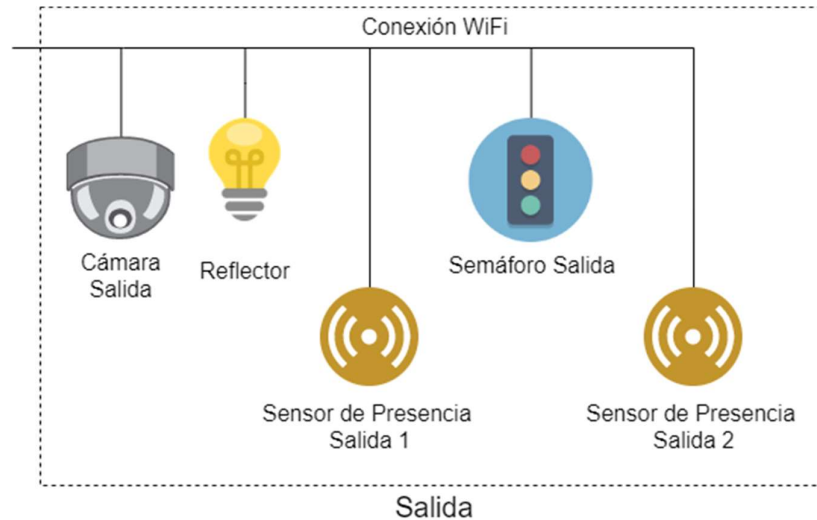 Conexión WiFi
Cámara
Salida
Reflector
Semáforo Salida
Sensor de Presencia
Salida 1
Sensor de Presencia
Salida 2
Salida